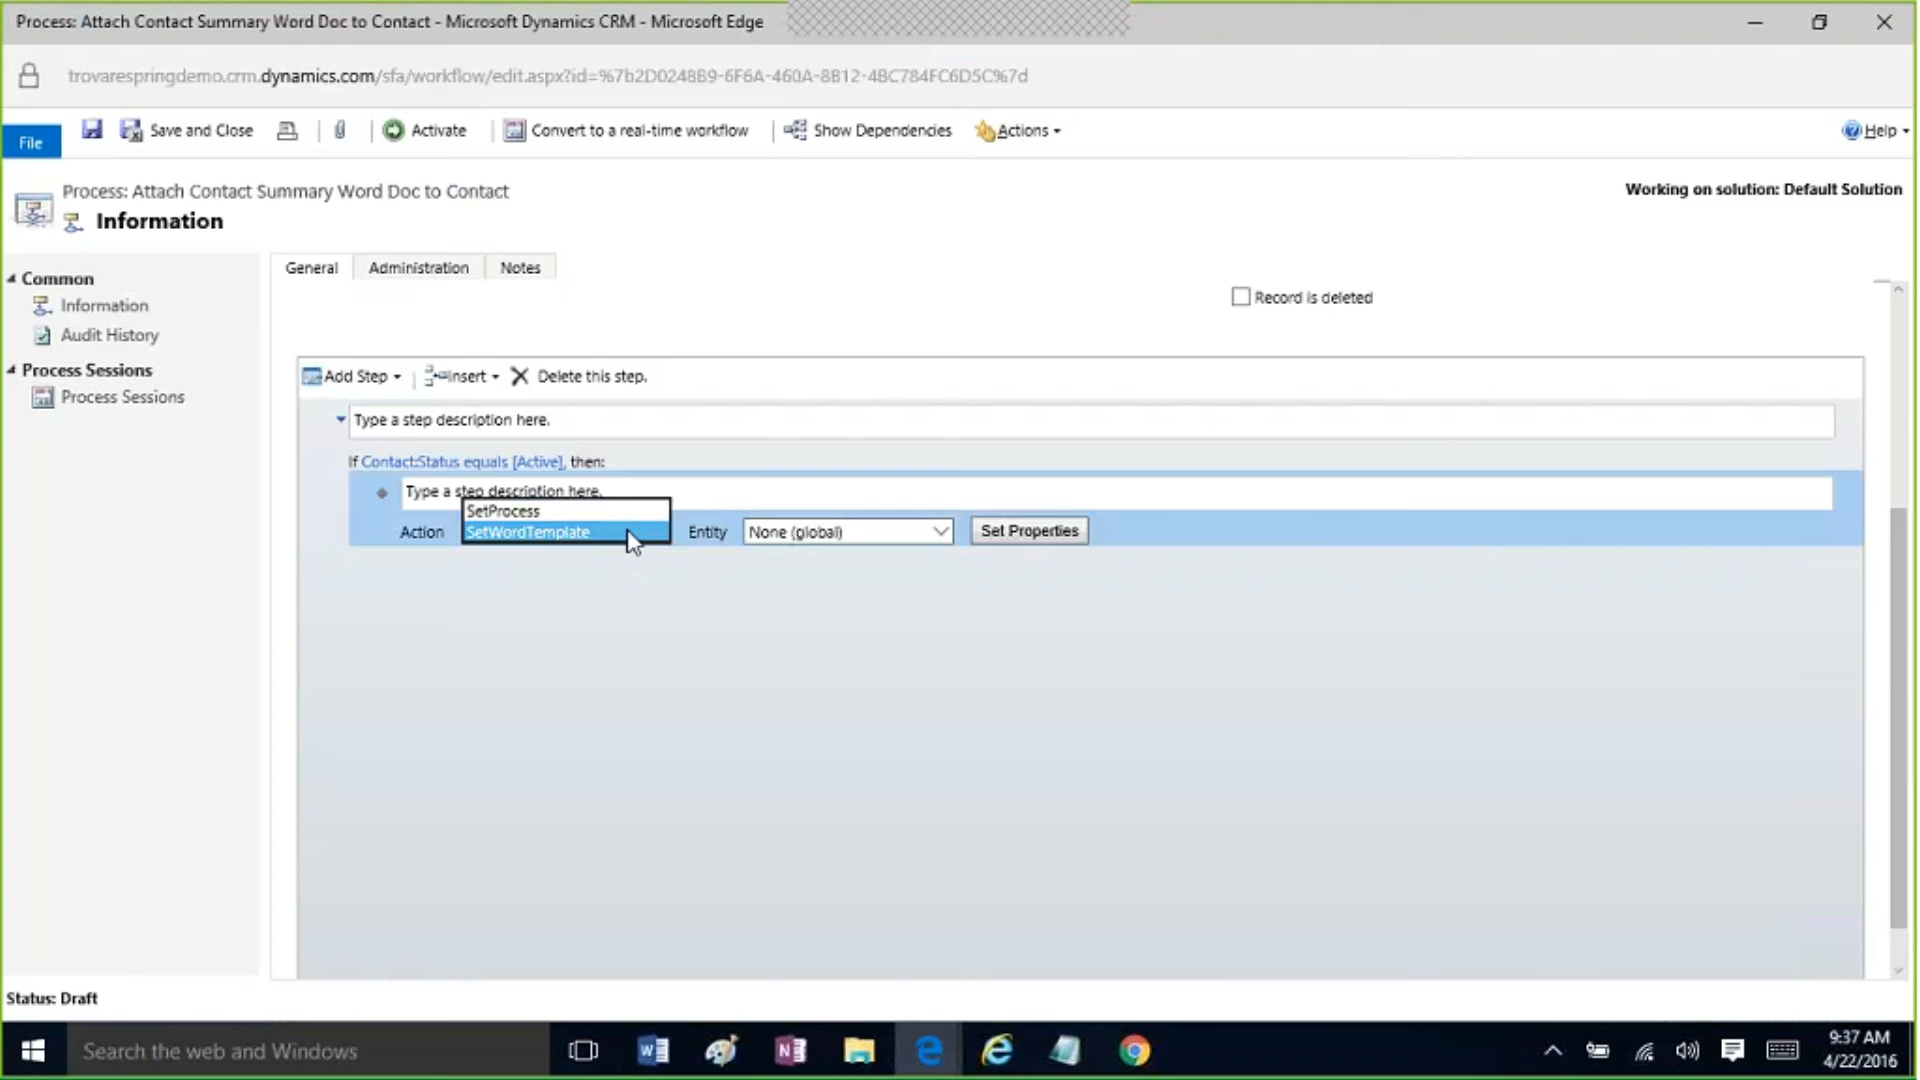 Process: Attach Contact Summary Word Doc to Contact - Microsoft Dynamics CRM - Microsoft Edge
trovarespringdemo.crm.dynamics.com/sfa/workflow/edit.aspx?id=%7b2D0248B9-6F6A-460A-8B12-4BC784FC6D5C%7d
File
Save and Close
Activate
Convert to a real-time workflow
Show Dependencies
Actions
Help
Process: Attach Contact Summary Word Doc to Contact
Information
Working on solution: Default Solution
Common
Information
Audit History
Process Sessions
Process Sessions
General
Administration
Notes
Record is deleted
Add Step
Insert
Delete this step.
Type a step description here.
If Contact:Status equals [Active], then:
Type a step description here.
SetProcess
Action
SetWordTemplate
Entity
None (global)
Set Properties
Status: Draft
Search the web and Windows
9:37 AM
4/22/2016